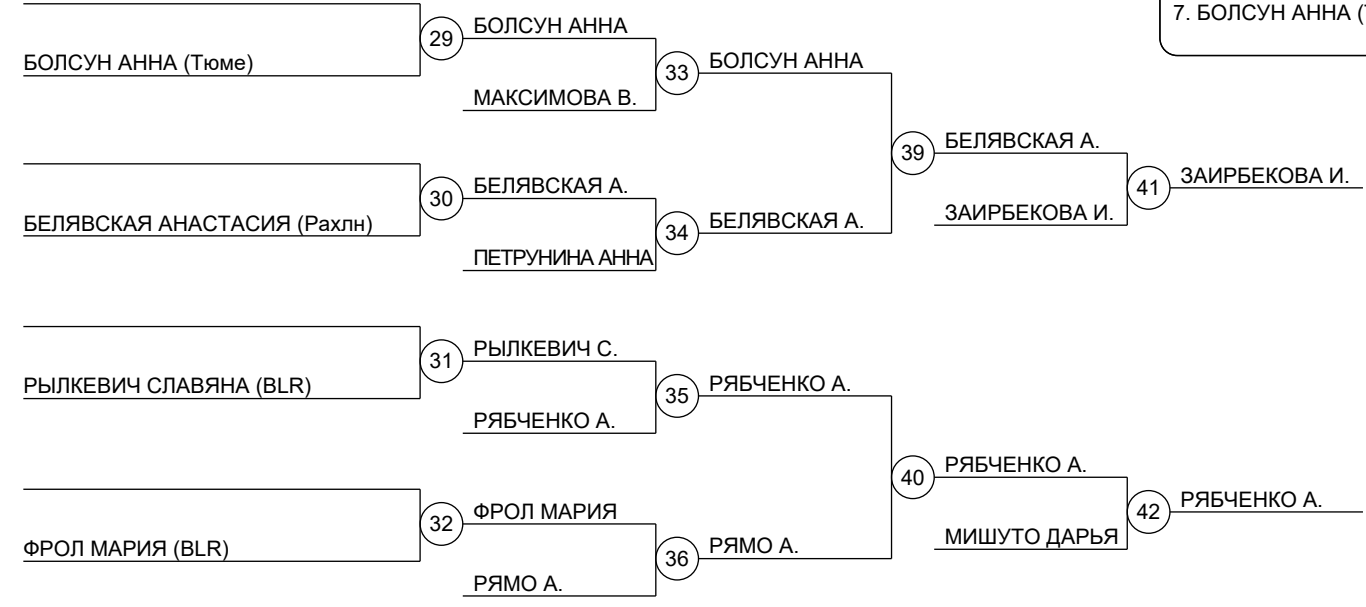 7. БОЛСУН АННА (
29
БОЛСУН АННА
БОЛСУН АННА (Тюме)
33
БОЛСУН АННА
МАКСИМОВА В.
39
БЕЛЯВСКАЯ А.
30
БЕЛЯВСКАЯ А.
41
ЗАИРБЕКОВА И.
БЕЛЯВСКАЯ АНАСТАСИЯ (Рахлн)
34
БЕЛЯВСКАЯ А.
ЗАИРБЕКОВА И.
ПЕТРУНИНА АННА
31
РЫЛКЕВИЧ С.
РЫЛКЕВИЧ СЛАВЯНА (BLR)
35
РЯБЧЕНКО А.
РЯБЧЕНКО А.
40
РЯБЧЕНКО А.
32
ФРОЛ МАРИЯ
42
РЯБЧЕНКО А.
ФРОЛ МАРИЯ (BLR)
36
РЯМО А.
МИШУТО ДАРЬЯ
РЯМО А.